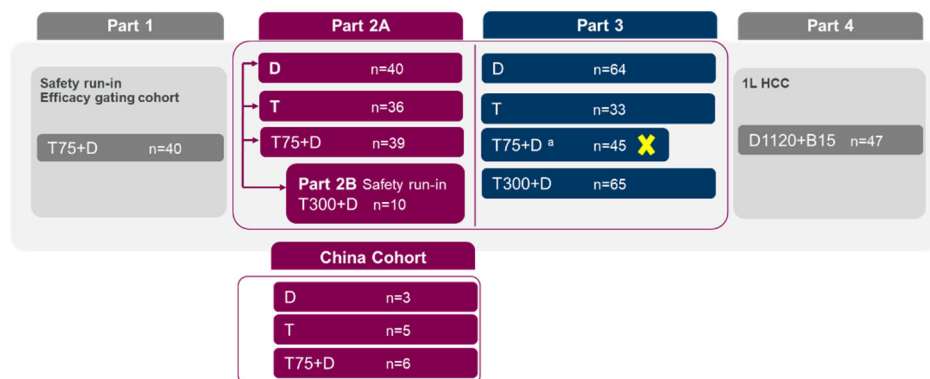 Part 1
Safety run-in
Efficacy gating cohort
T75+D n=40
Part 2A
D n=40
T n=36
T75+D n=39
Part 2B Safety run-in
T300+D n=10
Part 3
D n=64
T n=33
T75+D ᵃ n=45 X
T300+D n=65
Part 4
1L HCC
D1120+B15 n=47
China Cohort
D n=3
T n=5
T75+D n=6